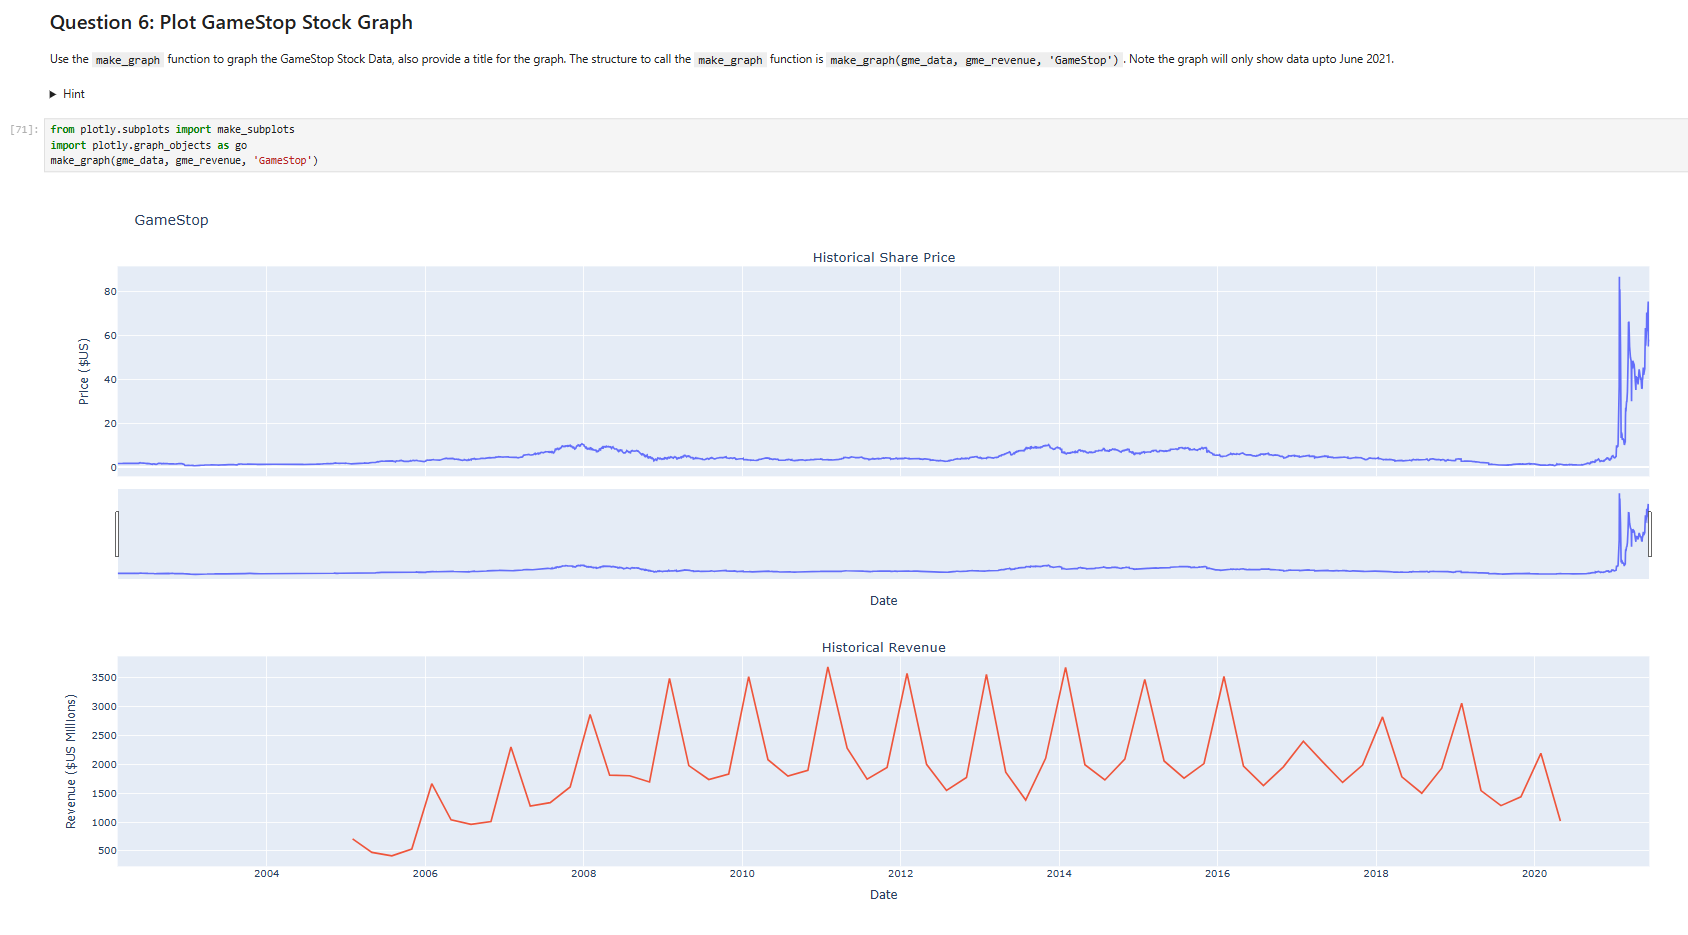 Question 6: Plot GameStop Stock Graph
Use the make_graph function to graph the GameStop Stock Data, also provide a title for the graph. The structure to call the make_graph function is make_graph(gme_data, gme_revenue, 'GameStop') . Note the graph will only show data upto June 2021.
▶ Hint
[71]: from plotly.subplots import make_subplots
import plotly.graph_objects as go
make_graph(gme_data, gme_revenue, 'GameStop')
GameStop
Historical Share Price
80
60
40
20
0
Price ($US)
Date
Historical Revenue
3500
3000
2500
2000
1500
1000
500
Revenue ($US Millions)
2004 2006 2008 2010 2012 2014 2016 2018 2020
Date